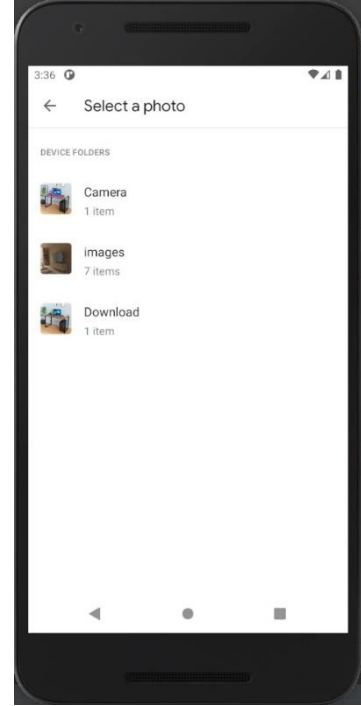 3:36
Select a photo
DEVICE FOLDERS
Camera
1 item
images
7 items
Download
1 item